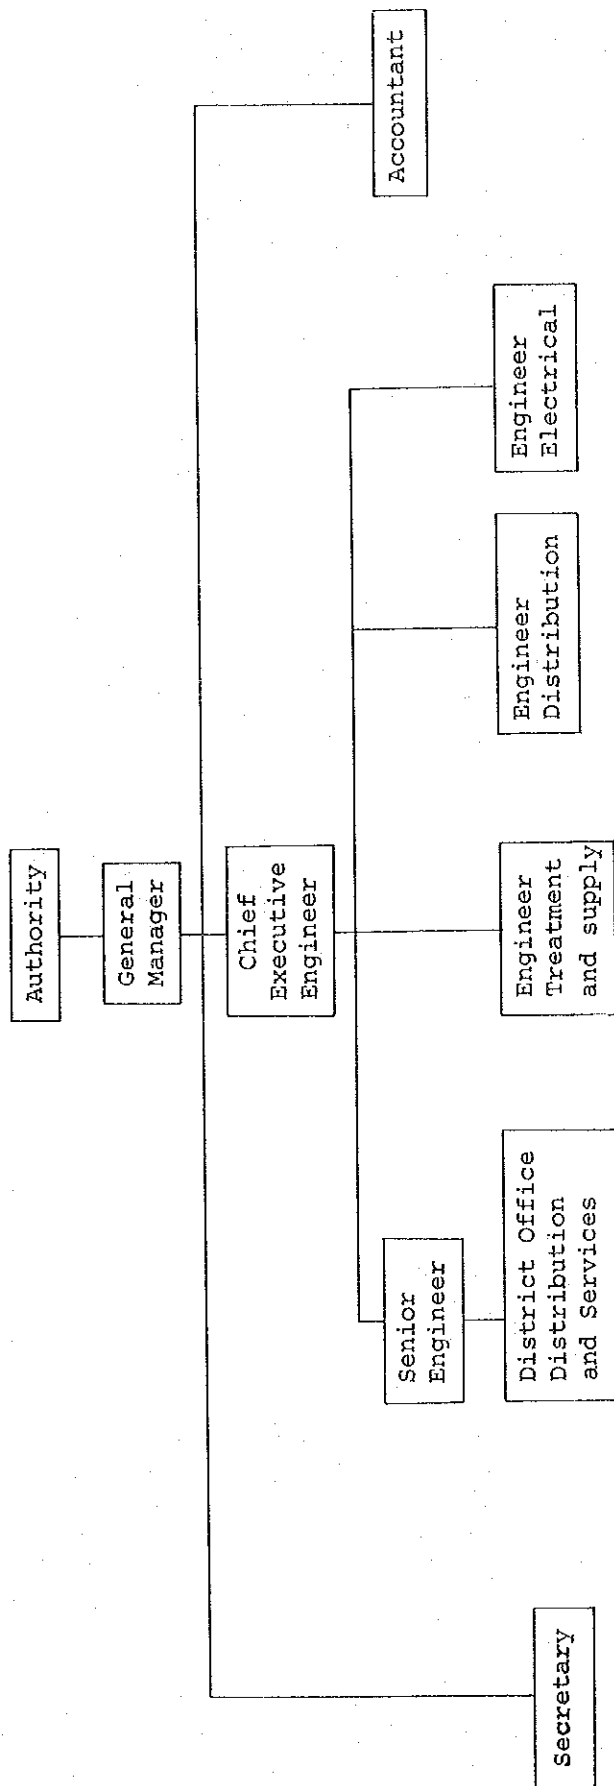 Authority
General
Manager
Chief
Executive
Engineer
Secretary
Accountant
Senior
Engineer
District Office
Distribution
and Services
Engineer
Treatment
and supply
Engineer
Distribution
Engineer
Electrical